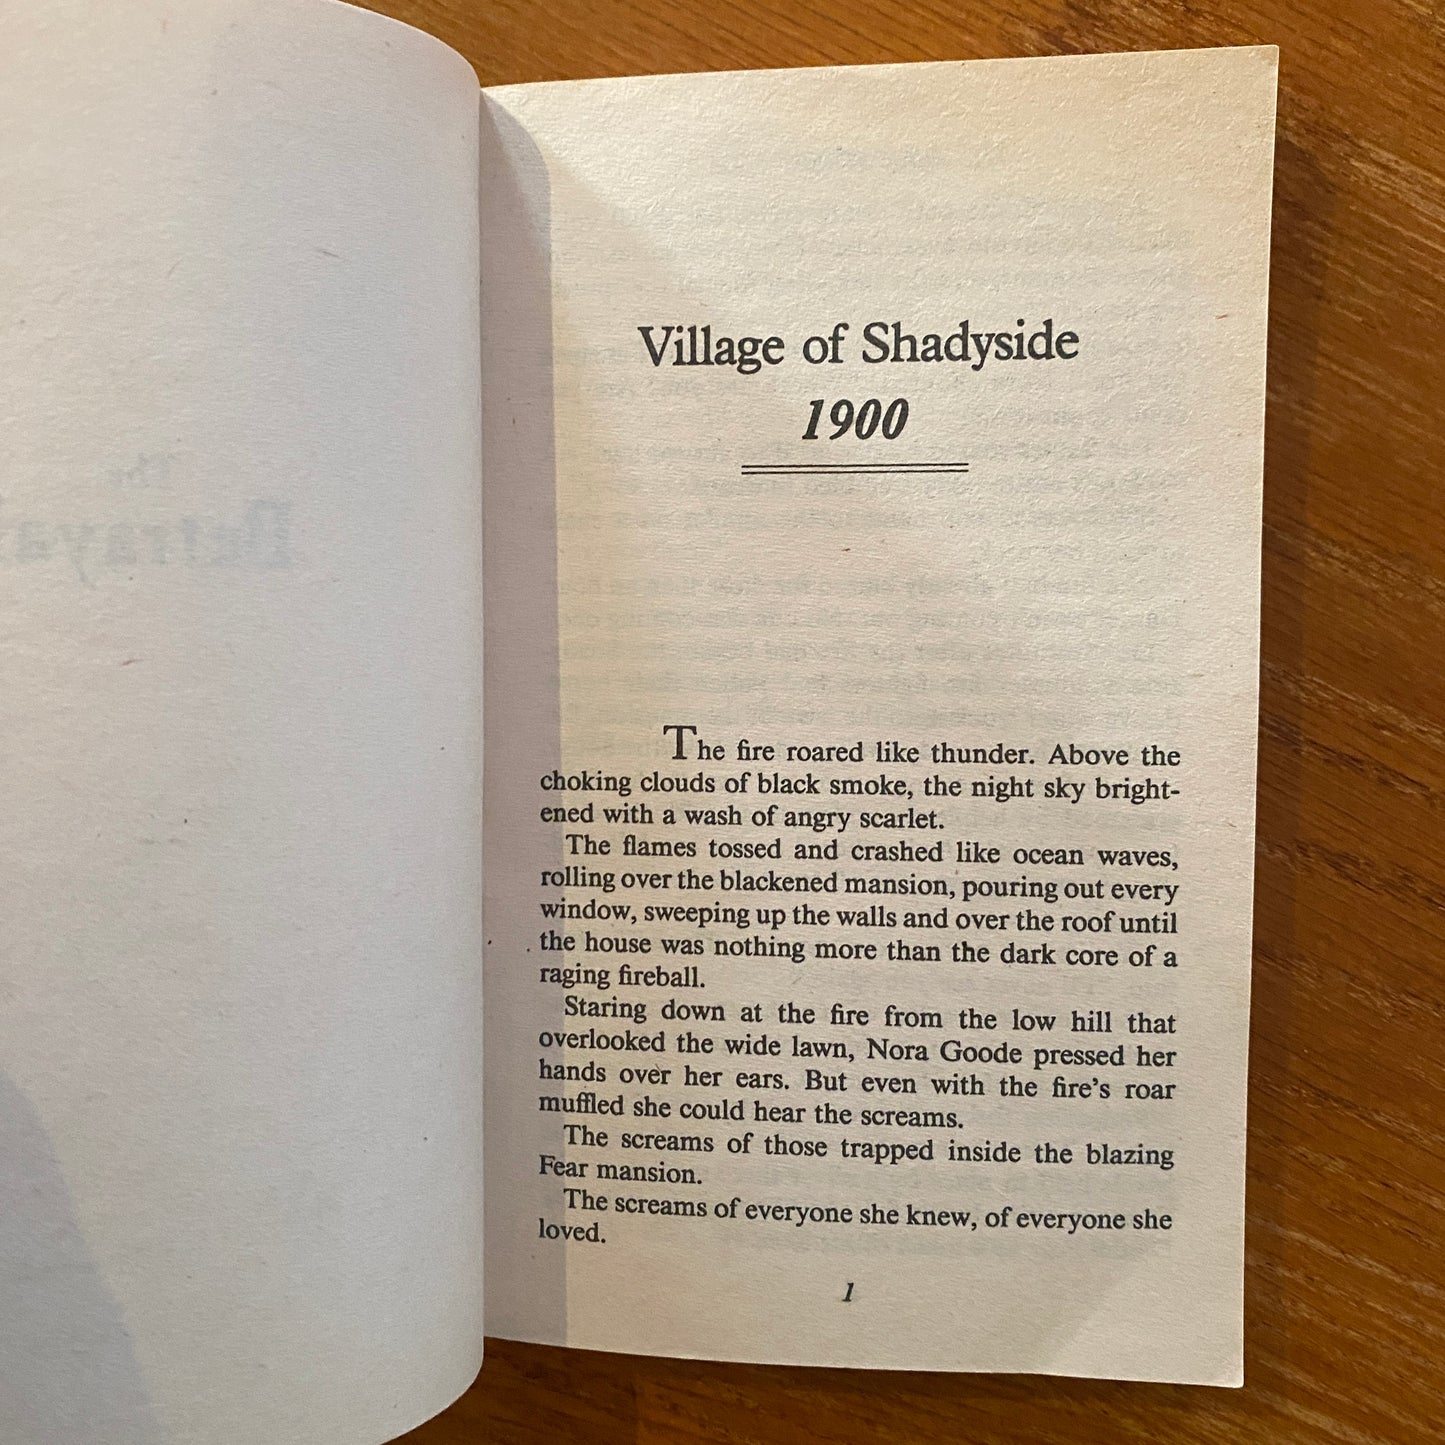 The
Betraya
Village of Shadyside
1900
The fire roared like thunder. Above the
choking clouds of black smoke, the night sky bright-
ened with a wash of angry scarlet.
The flames tossed and crashed like ocean waves,
rolling over the blackened mansion, pouring out every
window, sweeping up the walls and over the roof until
the house was nothing more than the dark core of a
raging fireball.
Staring down at the fire from the low hill that
overlooked the wide lawn, Nora Goode pressed her
hands over her ears. But even with the fire's roar
muffled she could hear the screams.
The screams of those trapped inside the blazing
Fear mansion.
The screams of everyone she knew, of everyone she
loved.
1